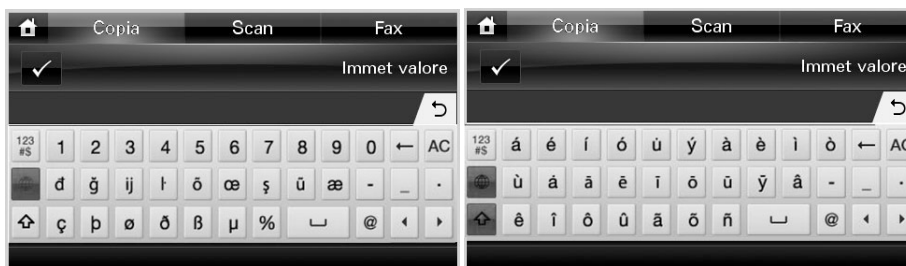 Copia Scan Fax
Immet valore
123 #$ 1 2 3 4 5 6 7 8 9 0 ← AC
đ ğ ij ŀ õ œ ş ū æ - _ .
ç þ ø ð ß µ % @
Copia Scan Fax
Immet valore
123 #$ á é í ó ú ý à è ì ò ← AC
ù á ā ē ī ō ū ȳ â - _ .
ê î ô û ã õ ñ @